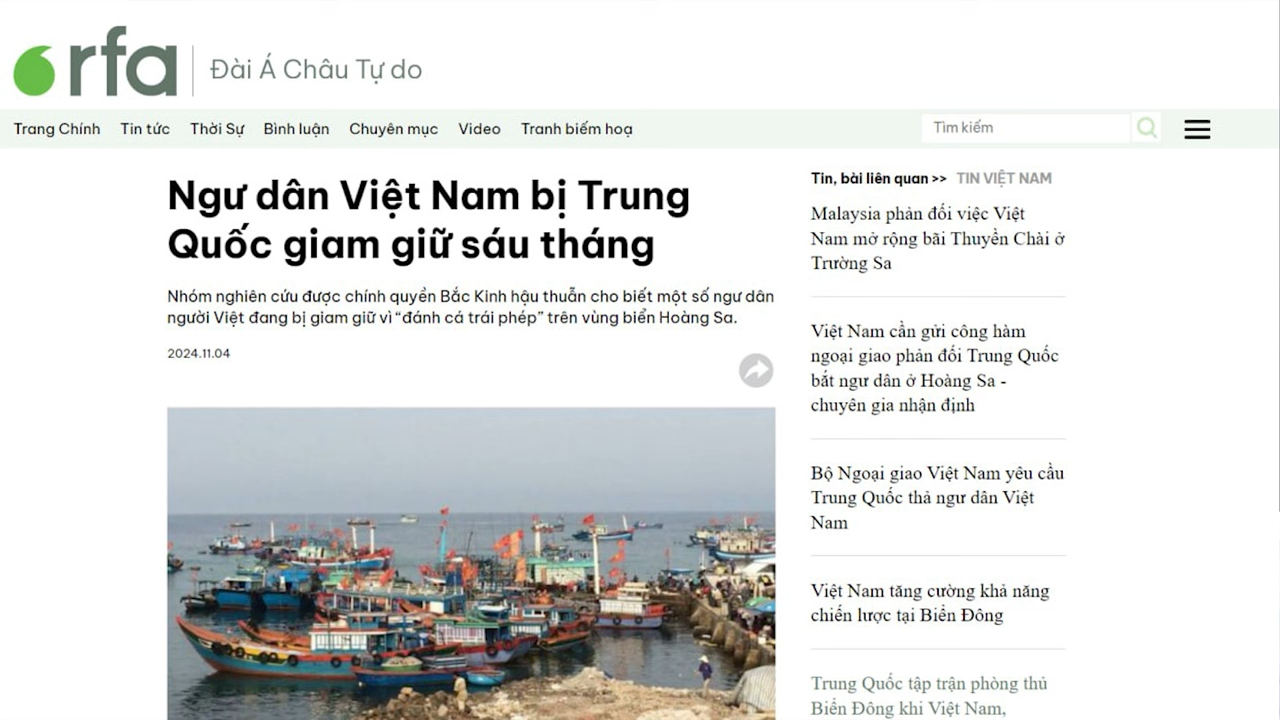 rfa
Đài Á Châu Tự do
Trang Chính Tin tức Thời Sự Bình luận Chuyên mục Video Tranh biếm hoạ
Tìm kiếm
Ngư dân Việt Nam bị Trung
Quốc giam giữ sáu tháng
Nhóm nghiên cứu được chính quyền Bắc Kinh hậu thuẫn cho biết một số ngư dân
người Việt đang bị giam giữ vì “đánh cá trái phép” trên vùng biển Hoàng Sa.
2024.11.04
Tin, bài liên quan >> TIN VIỆT NAM
Malaysia phản đối việc Việt
Nam mở rộng bãi Thuyền Chài ở
Trường Sa
Việt Nam cần gửi công hàm
ngoại giao phản đối Trung Quốc
bắt ngư dân ở Hoàng Sa -
chuyên gia nhận định
Bộ Ngoại giao Việt Nam yêu cầu
Trung Quốc thả ngư dân Việt
Nam
Việt Nam tăng cường khả năng
chiến lược tại Biển Đông
Trung Quốc tập trận phòng thủ
Biển Đông khi Việt Nam,